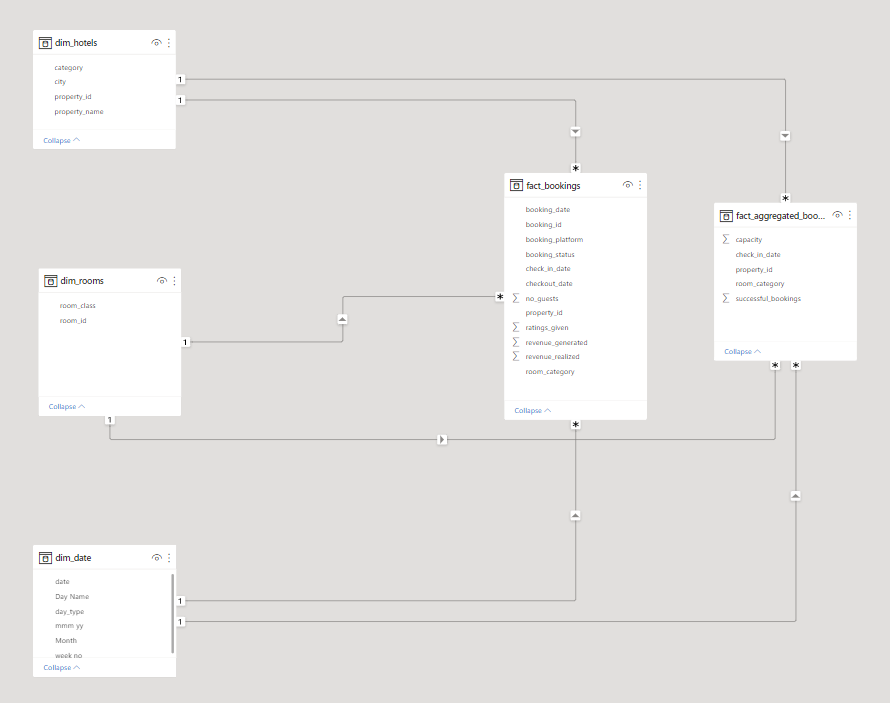 dim_hotels
category
city
property_id
property_name
Collapse
1
1
*
*
fact_bookings
booking_date
booking_id
booking_platform
booking_status
check_in_date
checkout_date
no_guests
property_id
ratings_given
revenue_generated
revenue_realized
room_category
Collapse
*
*
fact_aggregated_boo...
capacity
check_in_date
property_id
room_category
successful_bookings
Collapse
*
*
dim_rooms
room_class
room_id
Collapse
1
1
dim_date
date
Day Name
day_type
mmm yy
Month
week no
Collapse
1
1